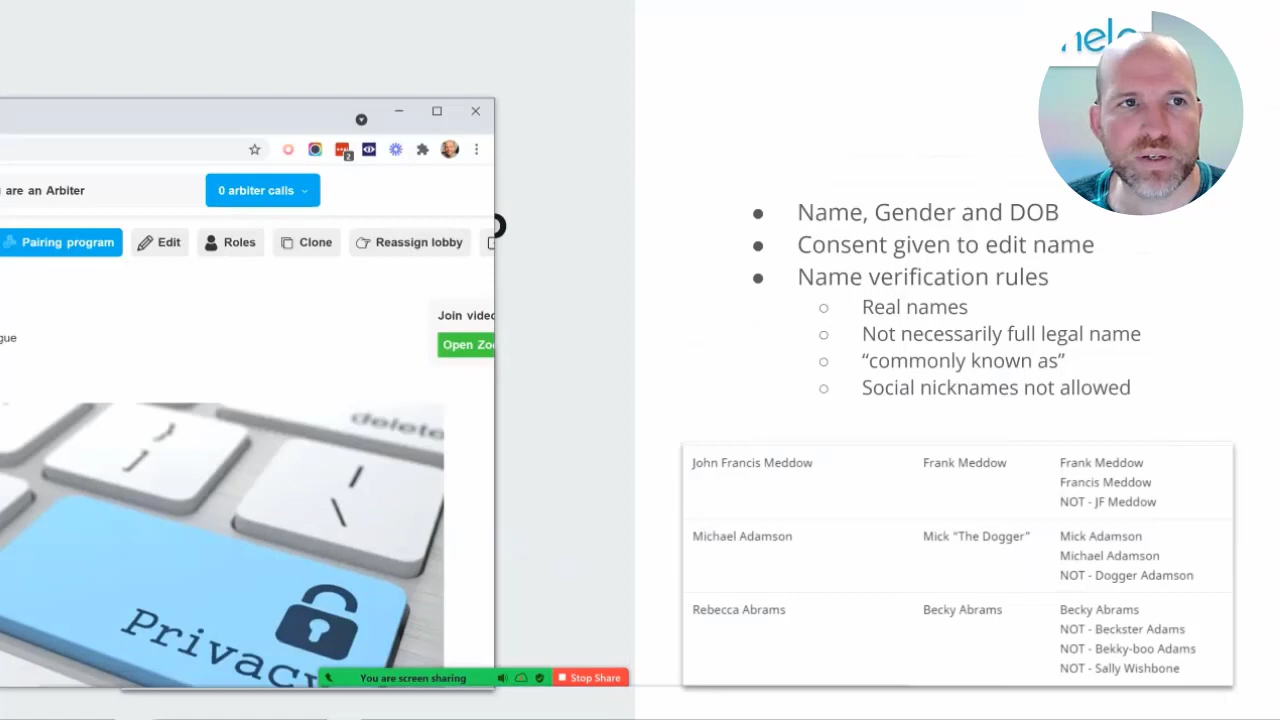 are an Arbiter
0 arbiter calls
Pairing program
Edit
Roles
Clone
Reassign lobby
2
Join videc
gue
Open Zo
delete
}
]
/
\
Privacy
You are screen sharing
Stop Share
helo
• Name, Gender and DOB
• Consent given to edit name
• Name verification rules
○ Real names
○ Not necessarily full legal name
○ “commonly known as”
○ Social nicknames not allowed
John Francis Meddow Frank Meddow Frank Meddow
Francis Meddow
NOT - JF Meddow
Michael Adamson Mick "The Dogger" Mick Adamson
Michael Adamson
NOT - Dogger Adamson
Rebecca Abrams Becky Abrams Becky Abrams
NOT - Beckster Adams
NOT - Bekky-boo Adams
NOT - Sally Wishbone